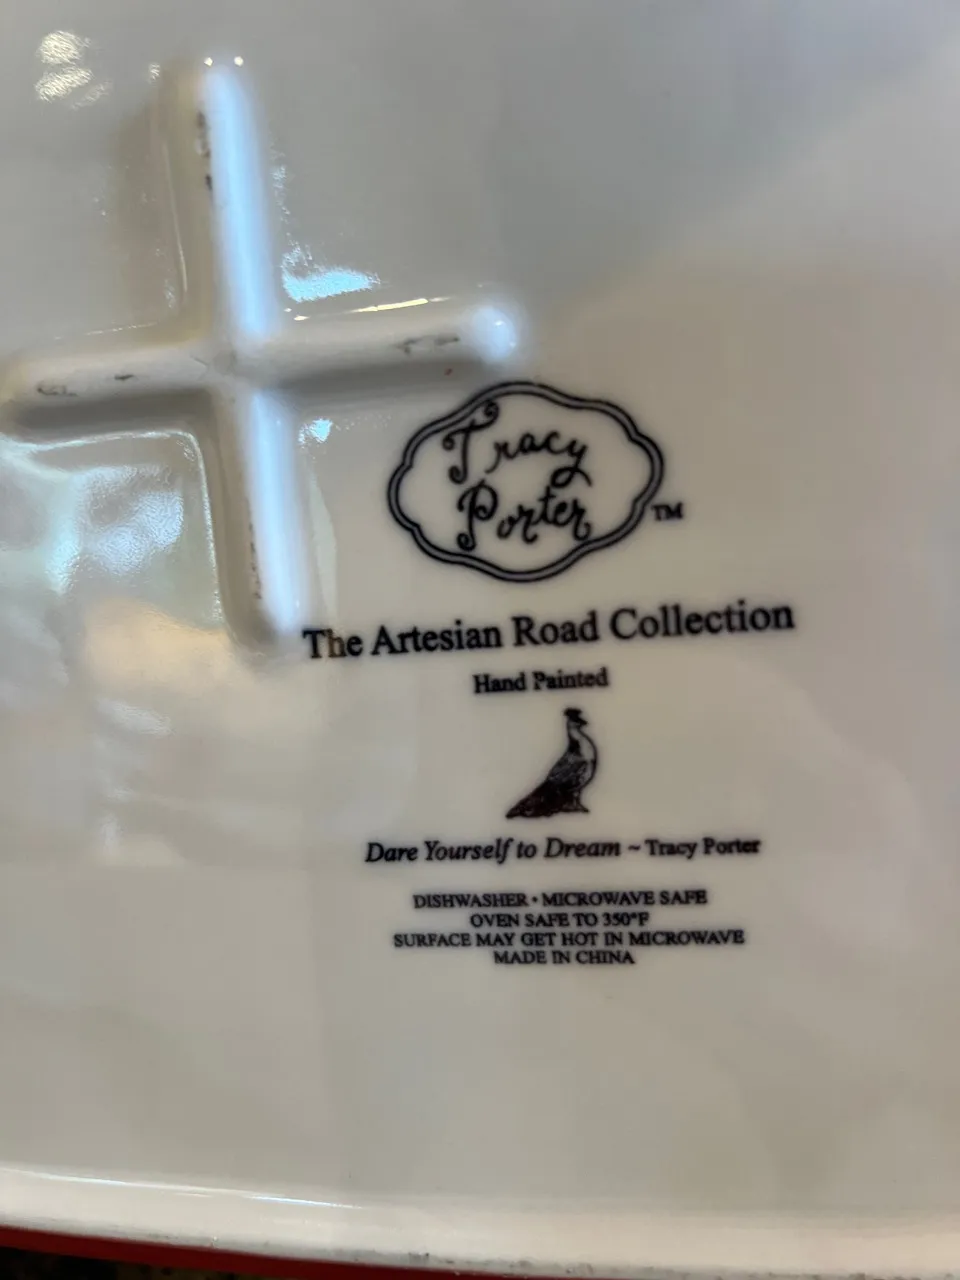 Tracy
Porter
TM
The Artesian Road Collection
Hand Painted
Dare Yourself to Dream ~ Tracy Porter
DISHWASHER • MICROWAVE SAFE
OVEN SAFE TO 350°F
SURFACE MAY GET HOT IN MICROWAVE
MADE IN CHINA